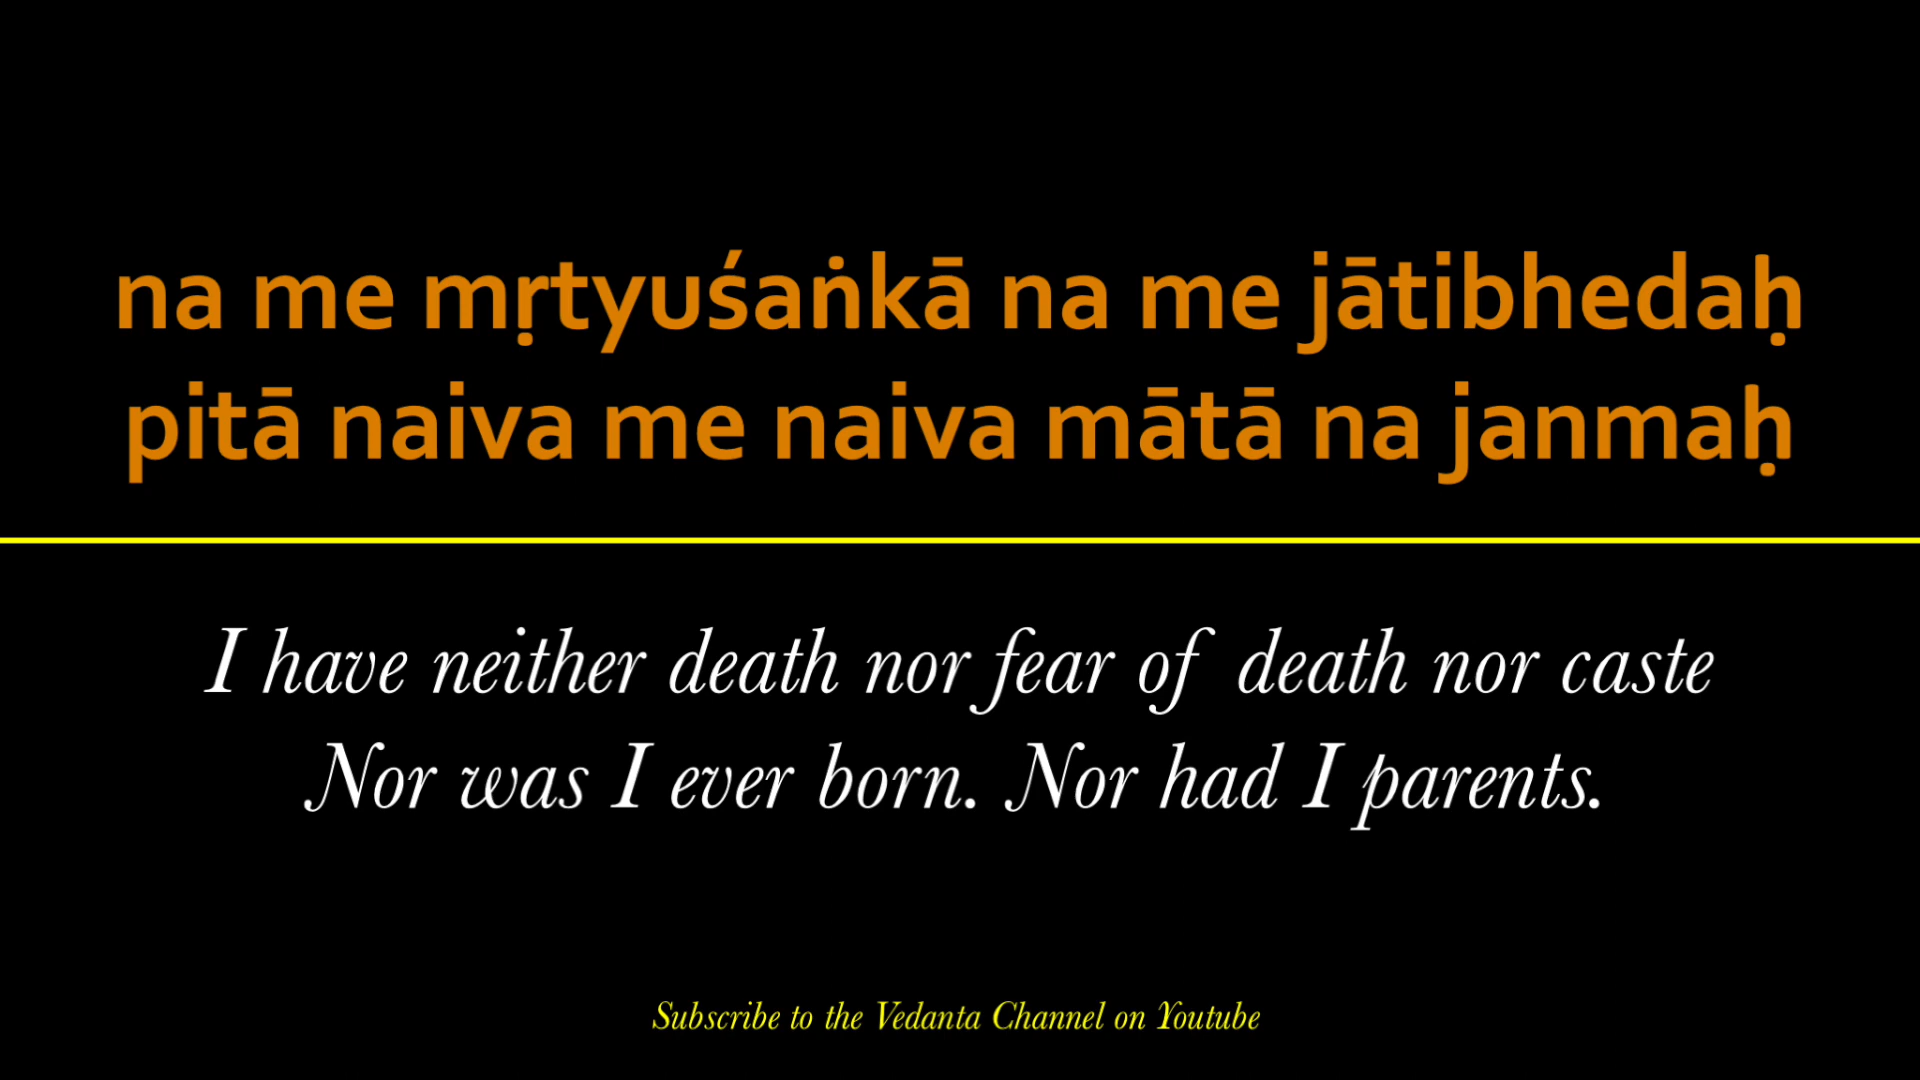 na me mṛtyuśaṅkā na me jātibhedaḥ
pitā naiva me naiva mātā na janmaḥ
I have neither death nor fear of death nor caste
Nor was I ever born. Nor had I parents.
Subscribe to the Vedanta Channel on Youtube